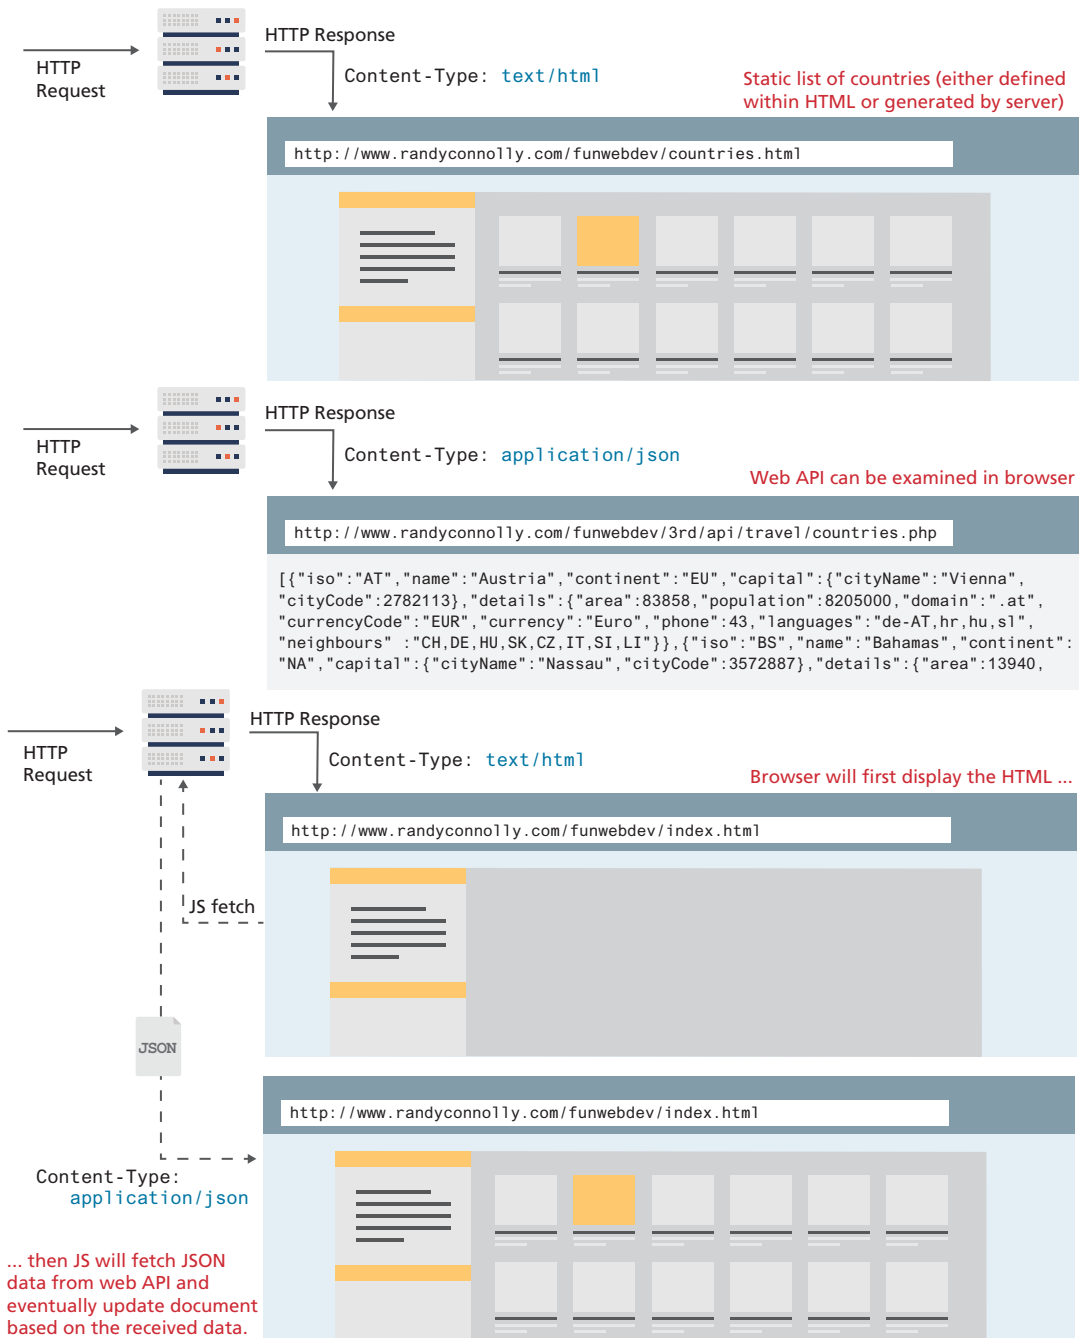 HTTP Response
HTTP
Request
Content-Type: text/html
Static list of countries (either defined
within HTML or generated by server)
http://www.randyconnolly.com/funwebdev/countries.html
HTTP Response
HTTP
Request
Content-Type: application/json
Web API can be examined in browser
http://www.randyconnolly.com/funwebdev/3rd/api/travel/countries.php
[{"iso":"AT","name":"Austria","continent":"EU","capital":{"cityName":"Vienna",
"cityCode":2782113},"details":{"area":83858,"population":8205000,"domain":".at",
"currencyCode":"EUR","currency":"Euro","phone":43,"languages":"de-AT,hr,hu,sl",
"neighbours" :"CH,DE,HU,SK,CZ,IT,SI,LI"}},{"iso":"BS","name":"Bahamas","continent":
"NA","capital":{"cityName":"Nassau","cityCode":3572887},"details":{"area":13940,
HTTP Response
HTTP
Request
Content-Type: text/html
Browser will first display the HTML ...
http://www.randyconnolly.com/funwebdev/index.html
JS fetch
JSON
http://www.randyconnolly.com/funwebdev/index.html
Content-Type:
application/json
... then JS will fetch JSON
data from web API and
eventually update document
based on the received data.